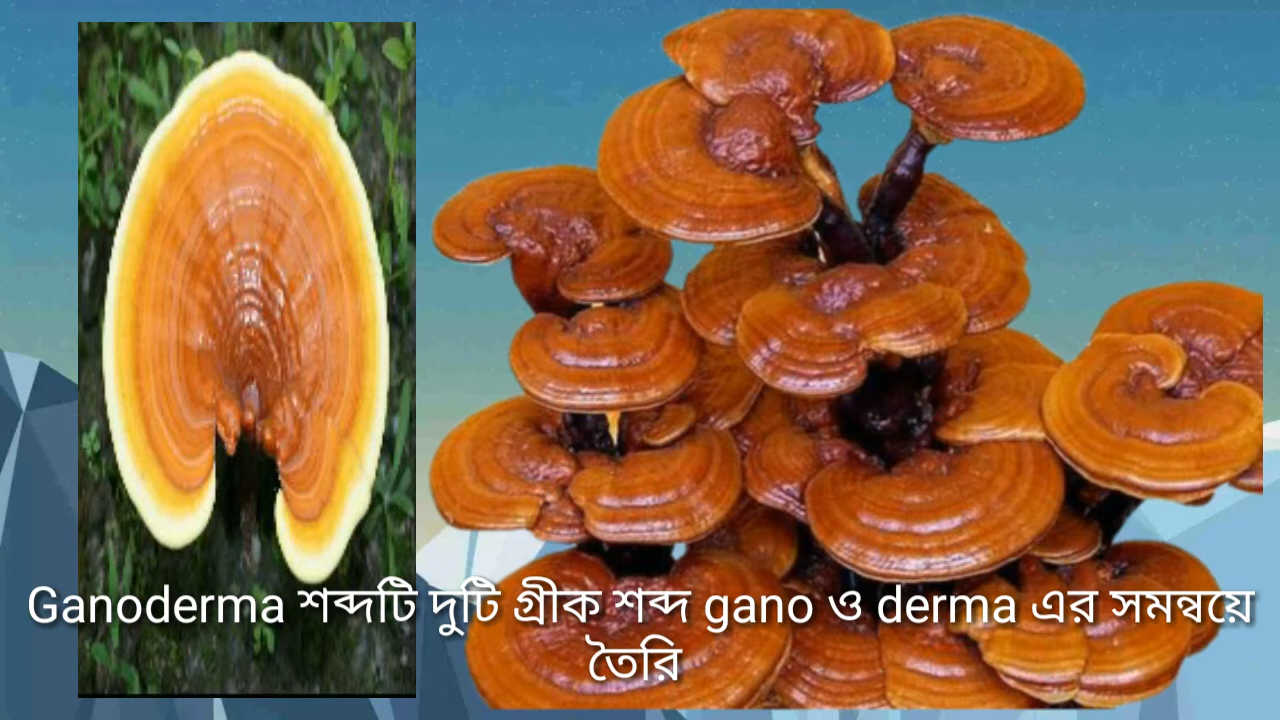 Ganoderma শব্দটি দুটি গ্রীক শব্দ gano ও derma এর সমন্বয়ে
তৈরি